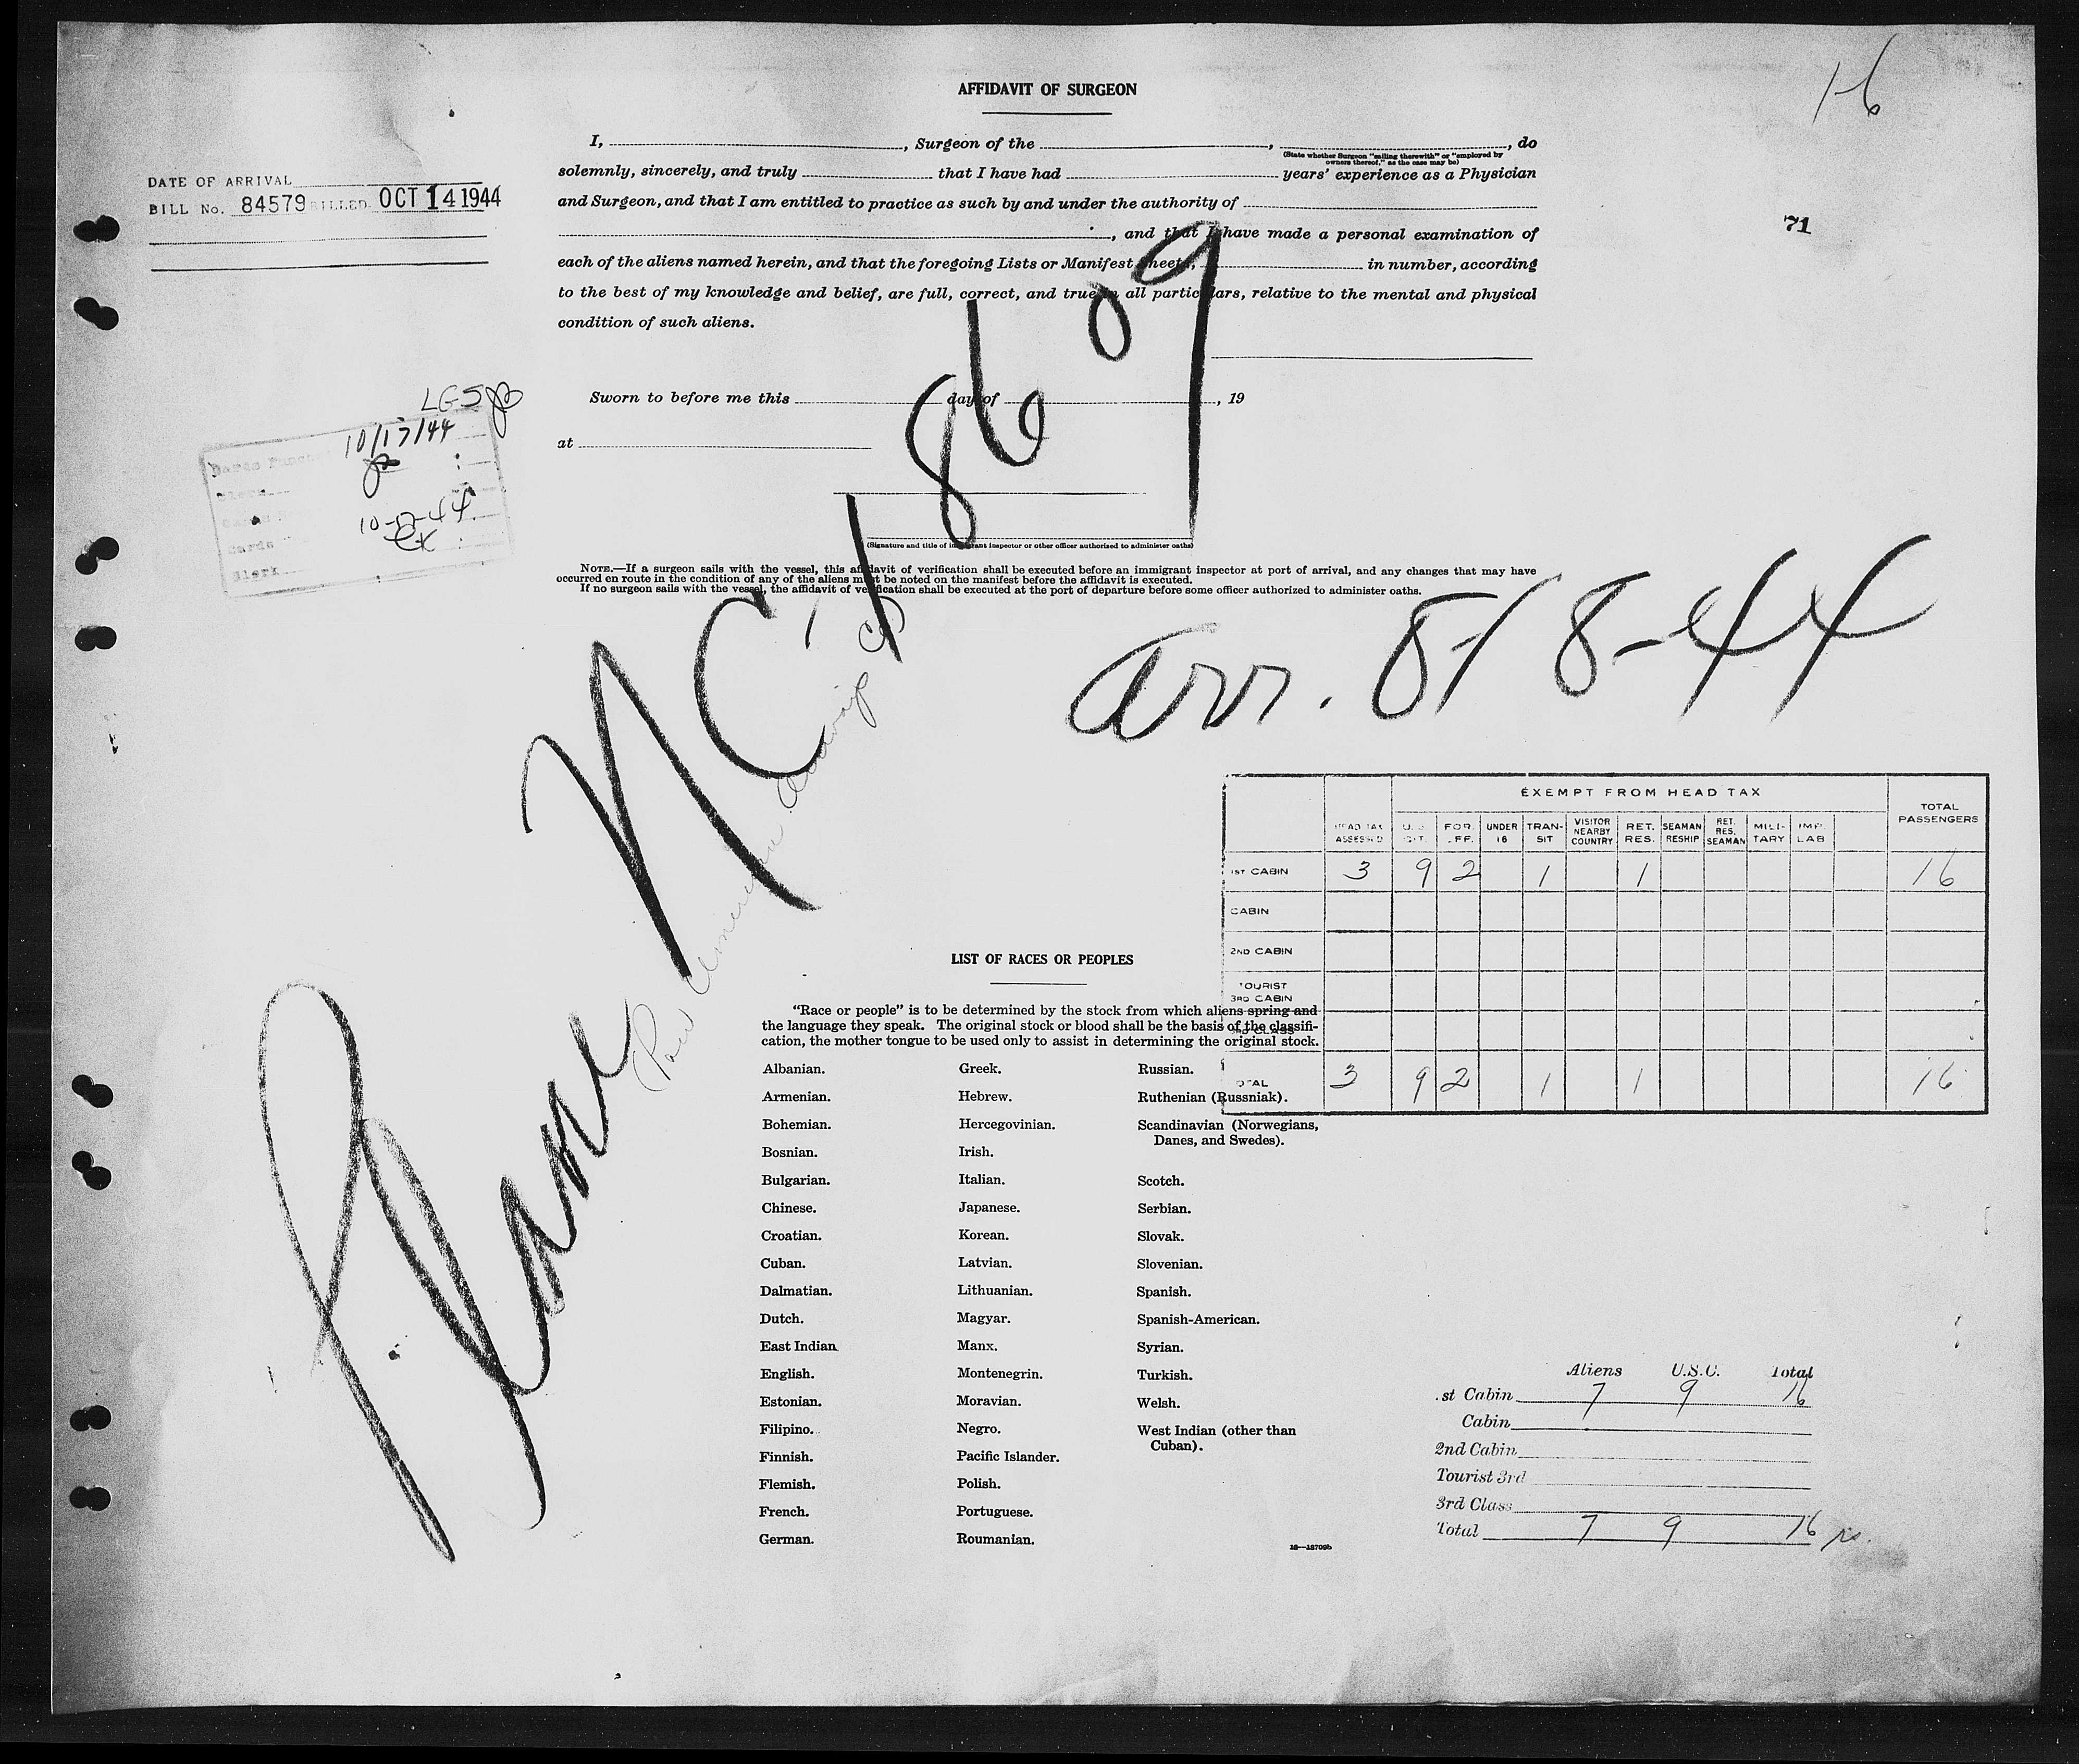 16
AFFIDAVIT OF SURGEON
I, , Surgeon of the , , do
(State whether Surgeon "sailing therewith" or "employed by owners thereof," as the case may be)
solemnly, sincerely, and truly that I have had years' experience as a Physician
and Surgeon, and that I am entitled to practice as such by and under the authority of
, and that I have made a personal examination of
each of the aliens named herein, and that the foregoing Lists or Manifest Sheets, in number, according
to the best of my knowledge and belief, are full, correct, and true in all particulars, relative to the mental and physical
condition of such aliens.
Sworn to before me this day of , 19
at
(Signature and title of immigrant inspector or other officer authorized to administer oaths)
NOTE.—If a surgeon sails with the vessel, this affidavit of verification shall be executed before an immigrant inspector at port of arrival, and any changes that may have
occurred en route in the condition of any of the aliens must be noted on the manifest before the affidavit is executed.
If no surgeon sails with the vessel, the affidavit of verification shall be executed at the port of departure before some officer authorized to administer oaths.
DATE OF ARRIVAL
BILL No. 84579 BILLED OCT 14 1944
71
LGS
10/17/44
Clerk
Cards
Clerk
Plane NC 18609
Pan American Airways Co
arr. 8-18-44
EXEMPT FROM HEAD TAX
HEAD TAX ASSESSED U.S. CIT. FOR. OFF. UNDER 16 TRAN-SIT VISITOR NEARBY COUNTRY RET. RES. SEAMAN RESHIP RET. RES. SEAMAN MILI-TARY IMP. LAB TOTAL PASSENGERS
1ST CABIN 3 9 2 1 1 16
CABIN
2ND CABIN
TOURIST 3RD CABIN
3RD CLASS
TOTAL 3 9 2 1 1 16
LIST OF RACES OR PEOPLES
"Race or people" is to be determined by the stock from which aliens spring and
the language they speak. The original stock or blood shall be the basis of the classifi-
cation, the mother tongue to be used only to assist in determining the original stock.
Albanian.
Armenian.
Bohemian.
Bosnian.
Bulgarian.
Chinese.
Croatian.
Cuban.
Dalmatian.
Dutch.
East Indian.
English.
Estonian.
Filipino.
Finnish.
Flemish.
French.
German.
Greek.
Hebrew.
Hercegovinian.
Irish.
Italian.
Japanese.
Korean.
Latvian.
Lithuanian.
Magyar.
Manx.
Montenegrin.
Moravian.
Negro.
Pacific Islander.
Polish.
Portuguese.
Roumanian.
Russian.
Ruthenian (Russniak).
Scandinavian (Norwegians,
Danes, and Swedes).
Scotch.
Serbian.
Slovak.
Slovenian.
Spanish.
Spanish-American.
Syrian.
Turkish.
Welsh.
West Indian (other than
Cuban).
16—18709b
Aliens U.S.C. Total
1st Cabin 7 9 16
Cabin
2nd Cabin
Tourist 3rd
3rd Class
Total 7 9 16